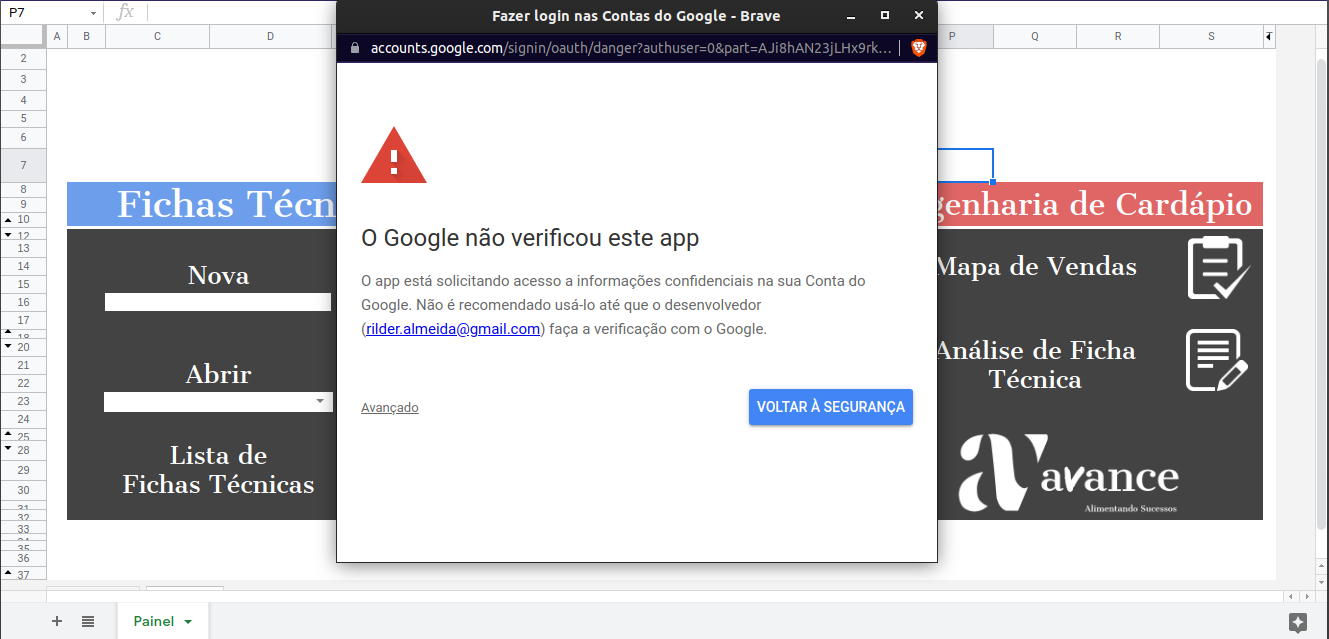 P7
fx
Fazer login nas Contas do Google - Brave
accounts.google.com/signin/oauth/danger?authuser=0&part=AJi8hAN23jLHx9rk...
A B C D P Q R S
2
3
4
5
6
7
8
9
10
12
13
14
15
16
17
18
20
21
22
23
24
25
28
29
30
31
32
33
34
35
36
37
Fichas Técn
Nova
Abrir
Lista de
Fichas Técnicas
O Google não verificou este app
O app está solicitando acesso a informações confidenciais na sua Conta do
Google. Não é recomendado usá-lo até que o desenvolvedor
(rilder.almeida@gmail.com) faça a verificação com o Google.
Avançado
VOLTAR À SEGURANÇA
genharia de Cardápio
Mapa de Vendas
Análise de Ficha
Técnica
av avance
Alimentando Sucessos
Painel